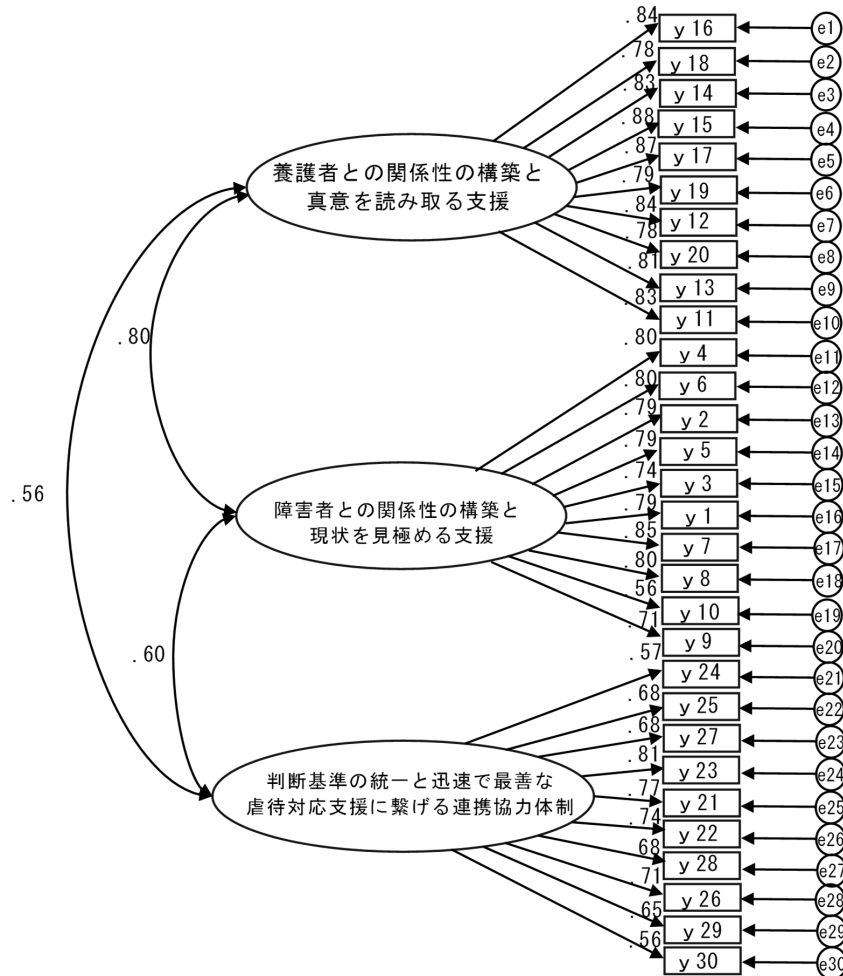 .84
y 16
e1
.78
y 18
e2
.83
y 14
e3
.88
y 15
e4
.87
y 17
e5
.79
y 19
e6
.84
y 12
e7
.78
y 20
e8
.81
y 13
e9
.83
y 11
e10
養護者との関係性の構築と
真意を読み取る支援
.80
y 4
e11
.80
y 6
e12
.79
y 2
e13
.79
y 5
e14
.74
y 3
e15
.79
y 1
e16
.85
y 7
e17
.80
y 8
e18
.56
y 10
e19
.71
y 9
e20
障害者との関係性の構築と
現状を見極める支援
.80
.56
.60
.57
y 24
e21
.68
y 25
e22
.68
y 27
e23
.81
y 23
e24
.77
y 21
e25
.74
y 22
e26
.68
y 28
e27
.71
y 26
e28
.65
y 29
e29
.56
y 30
e30
判断基準の統一と迅速で最善な
虐待対応支援に繋げる連携協力体制